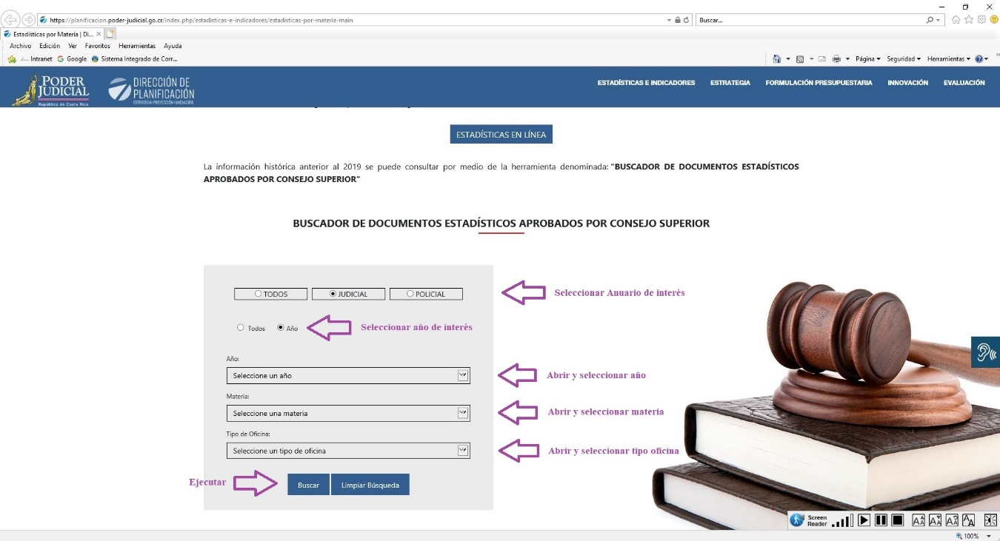 https://planificacion.poder-judicial.go.cr/index.php/estadisticas-e-indicadores/estadisticas-por-materia-main
Buscar...
Estadísticas por Materia | Di...
Archivo Edición Ver Favoritos Herramientas Ayuda
Intranet Google Sistema Integrado de Corr...
Página Seguridad Herramientas
PODER JUDICIAL
República de Costa Rica
DIRECCIÓN DE PLANIFICACIÓN
ESTRATEGIA•PROYECCIÓN•INNOVACIÓN
ESTADÍSTICAS E INDICADORES ESTRATEGIA FORMULACIÓN PRESUPUESTARIA INNOVACIÓN EVALUACIÓN
ESTADÍSTICAS EN LÍNEA
La información histórica anterior al 2019 se puede consultar por medio de la herramienta denominada: "BUSCADOR DE DOCUMENTOS ESTADÍSTICOS
APROBADOS POR CONSEJO SUPERIOR"
BUSCADOR DE DOCUMENTOS ESTADÍSTICOS APROBADOS POR CONSEJO SUPERIOR
TODOS JUDICIAL POLICIAL
Seleccionar Anuario de interés
Todos Año
Seleccionar año de interés
Año:
Seleccione un año
Abrir y seleccionar año
Materia:
Seleccione una materia
Abrir y seleccionar materia
Tipo de Oficina:
Seleccione un tipo de oficina
Abrir y seleccionar tipo oficina
Ejecutar
Buscar Limpiar Búsqueda
Screen
Reader
100%